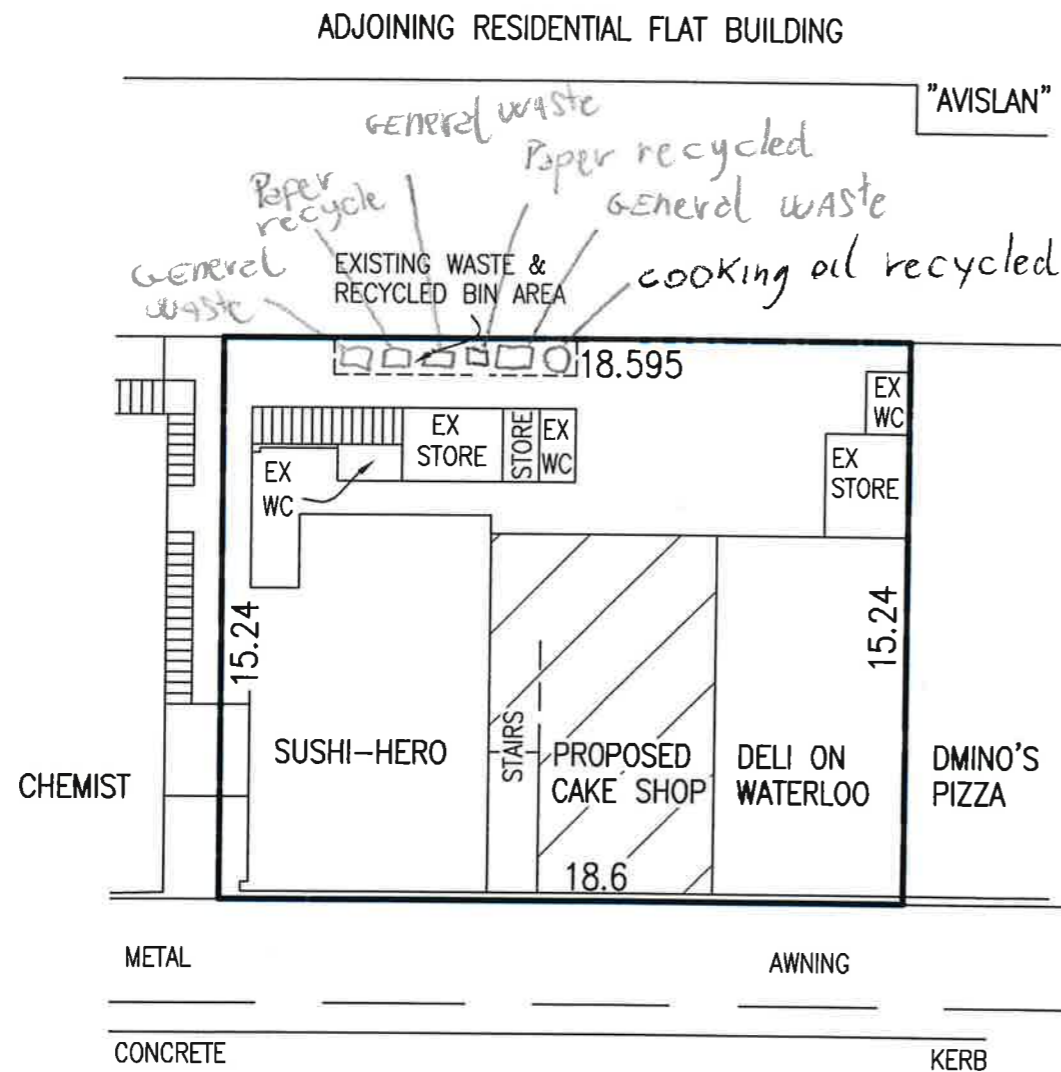 ADJOINING RESIDENTIAL FLAT BUILDING
"AVISLAN"
General waste
Paper recycled
Paper
recycle
General waste
General
waste
EXISTING WASTE &
RECYCLED BIN AREA
cooking oil recycled
18.595
EX
WC
EX
STORE
STORE
EX
WC
EX
STORE
EX
WC
15.24
15.24
SUSHI-HERO
STAIRS
PROPOSED
CAKE SHOP
DELI ON
WATERLOO
DMINO'S
PIZZA
CHEMIST
18.6
METAL
AWNING
CONCRETE
KERB